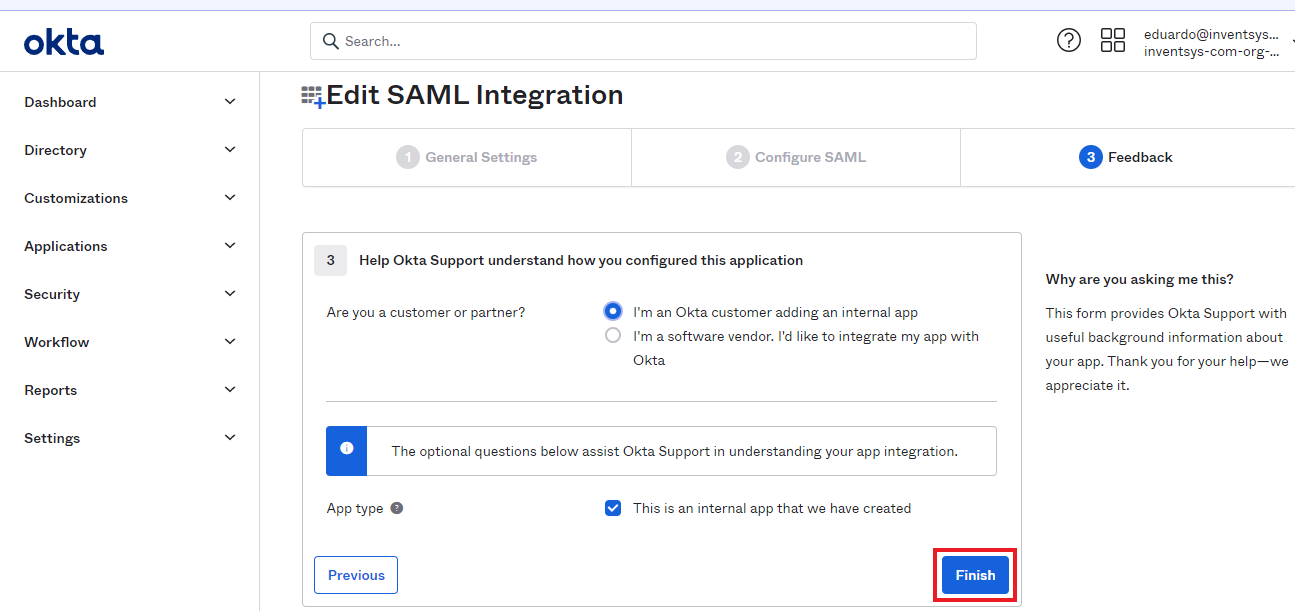 okta
Search...
eduardo@inventsys...
inventsys-com-org-...
Dashboard
Directory
Customizations
Applications
Security
Workflow
Reports
Settings
Edit SAML Integration
1 General Settings
2 Configure SAML
3 Feedback
3 Help Okta Support understand how you configured this application
Are you a customer or partner?
I'm an Okta customer adding an internal app
I'm a software vendor. I'd like to integrate my app with
Okta
The optional questions below assist Okta Support in understanding your app integration.
App type
This is an internal app that we have created
Previous
Finish
Why are you asking me this?
This form provides Okta Support with
useful background information about
your app. Thank you for your help—we
appreciate it.